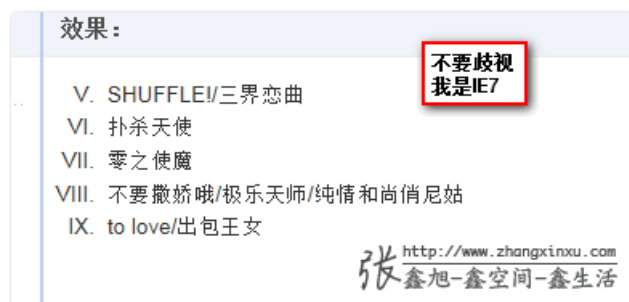 效果：
不要歧视
我是IE7
V. SHUFFLE!/三界恋曲
VI. 扑杀天使
VII. 零之使魔
VIII. 不要撒娇哦/极乐天师/纯情和尚俏尼姑
IX. to love/出包王女
张
http://www.zhangxinxu.com
鑫旭-鑫空间-鑫生活